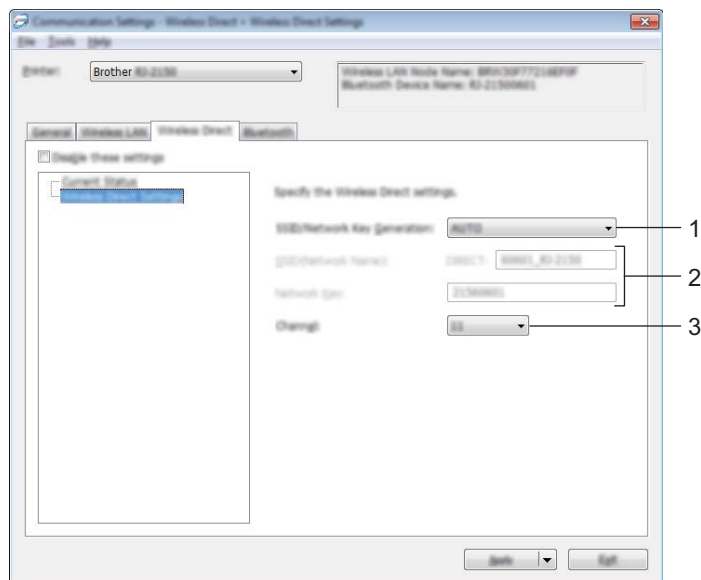 Communication Settings - Wireless Direct > Wireless Direct Settings
File Tools Help
Printer: Brother RJ-2150
Wireless LAN Node Name:
Bluetooth Device Name: RJ-21500601
General Wireless LAN Wireless Direct Bluetooth
Disable these settings
Current Status
Wireless Direct Settings
Specify the Wireless Direct settings.
SSID/Network Key Generation: AUTO 1
SSID(Network Name): DIRECT- 60601_RJ-2150
2
Network Key: 21560601
Channel: 11 3
Apply Exit